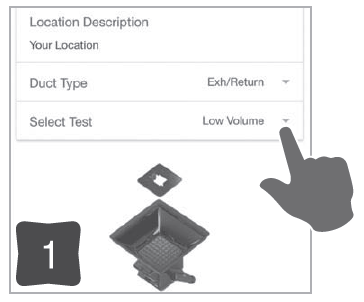 Location Description
Your Location
Duct Type Exh/Return
Select Test Low Volume
1